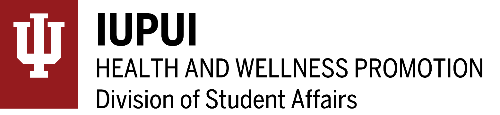 IUPUI
HEALTH AND WELLNESS PROMOTION
Division of Student Affairs